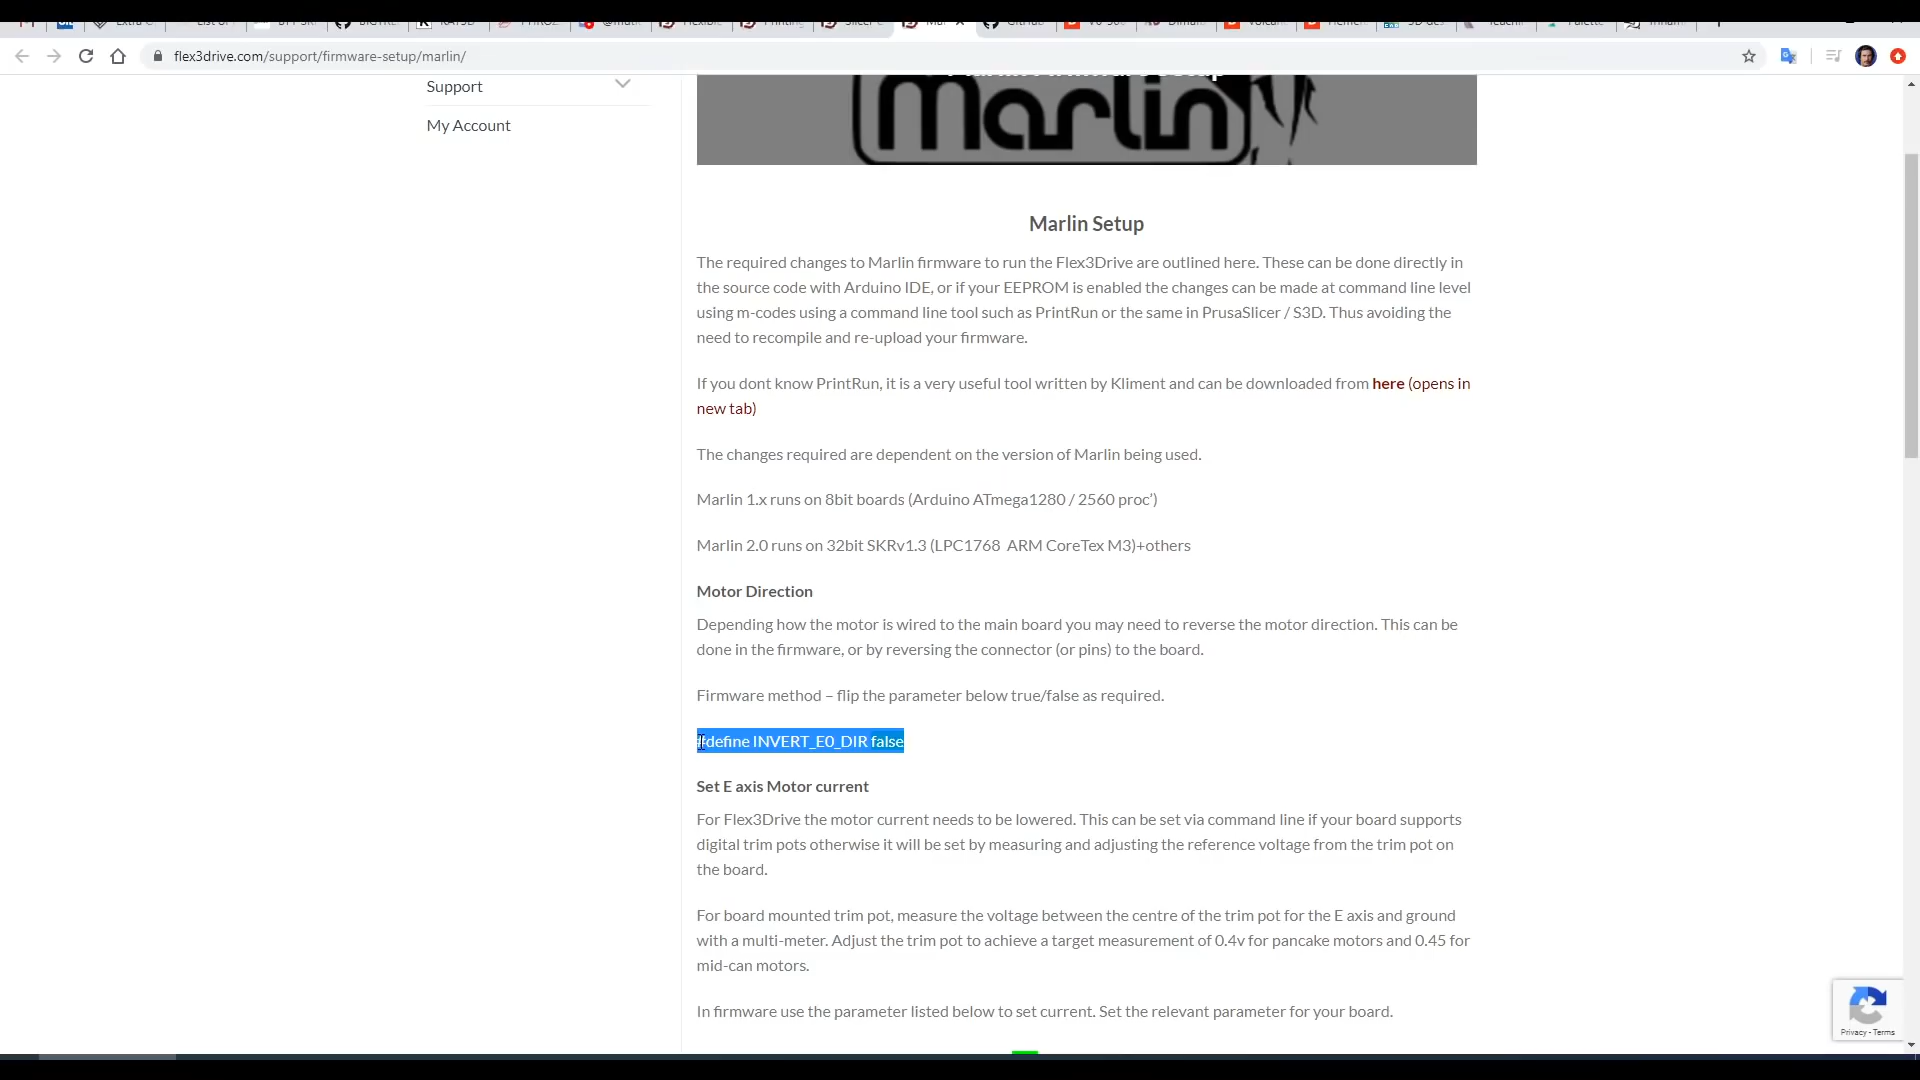 flex3drive.com/support/firmware-setup/marlin/
Support
My Account
Marlin
Marlin Setup
The required changes to Marlin firmware to run the Flex3Drive are outlined here. These can be done directly in
the source code with Arduino IDE, or if your EEPROM is enabled the changes can be made at command line level
using m-codes using a command line tool such as PrintRun or the same in PrusaSlicer / S3D. Thus avoiding the
need to recompile and re-upload your firmware.
If you dont know PrintRun, it is a very useful tool written by Kliment and can be downloaded from here (opens in
new tab)
The changes required are dependent on the version of Marlin being used.
Marlin 1.x runs on 8bit boards (Arduino ATmega1280 / 2560 proc’)
Marlin 2.0 runs on 32bit SKRv1.3 (LPC1768 ARM CoreTex M3)+others
Motor Direction
Depending how the motor is wired to the main board you may need to reverse the motor direction. This can be
done in the firmware, or by reversing the connector (or pins) to the board.
Firmware method – flip the parameter below true/false as required.
#define INVERT_E0_DIR false
Set E axis Motor current
For Flex3Drive the motor current needs to be lowered. This can be set via command line if your board supports
digital trim pots otherwise it will be set by measuring and adjusting the reference voltage from the trim pot on
the board.
For board mounted trim pot, measure the voltage between the centre of the trim pot for the E axis and ground
with a multi-meter. Adjust the trim pot to achieve a target measurement of 0.4v for pancake motors and 0.45 for
mid-can motors.
In firmware use the parameter listed below to set current. Set the relevant parameter for your board.
Privacy - Terms